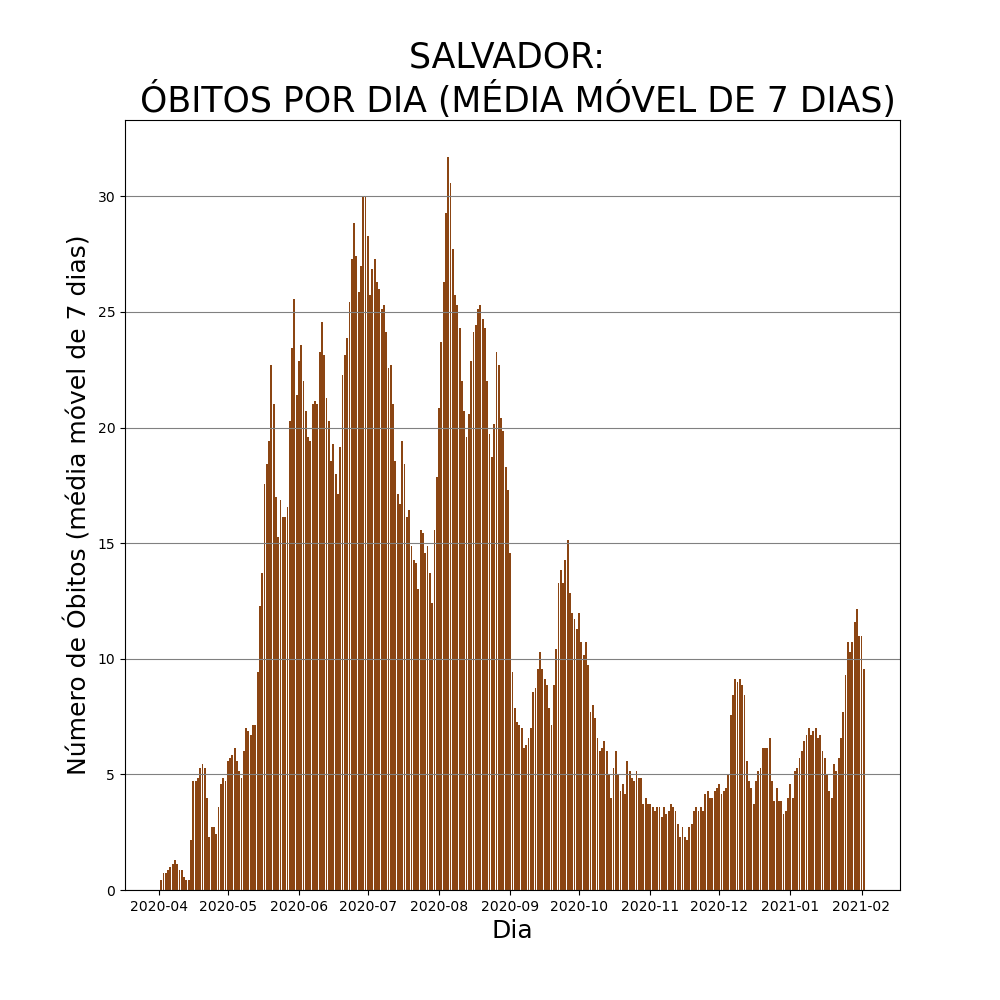 SALVADOR:
ÓBITOS POR DIA (MÉDIA MÓVEL DE 7 DIAS)
Número de Óbitos (média móvel de 7 dias)
30
25
20
15
10
5
0
2020-04 2020-05 2020-06 2020-07 2020-08 2020-09 2020-10 2020-11 2020-12 2021-01 2021-02
Dia